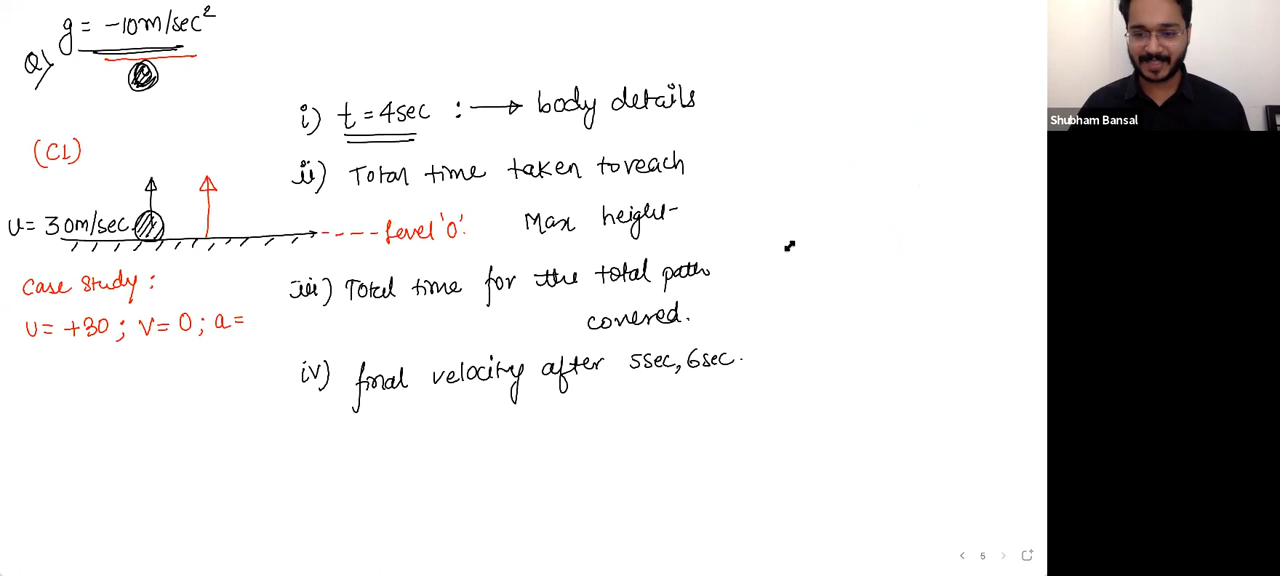 g = -10m/sec²
Q1
i) t = 4sec : → body details
(C1)
ii) Total time taken to reach
Max height-
u = 30m/sec.
---- Level '0'.
Case Study :
iii) Total time for the total path
covered.
u = +30 ; v = 0 ; a =
iv) final velocity after 5sec, 6sec.
Shubham Bansal
5